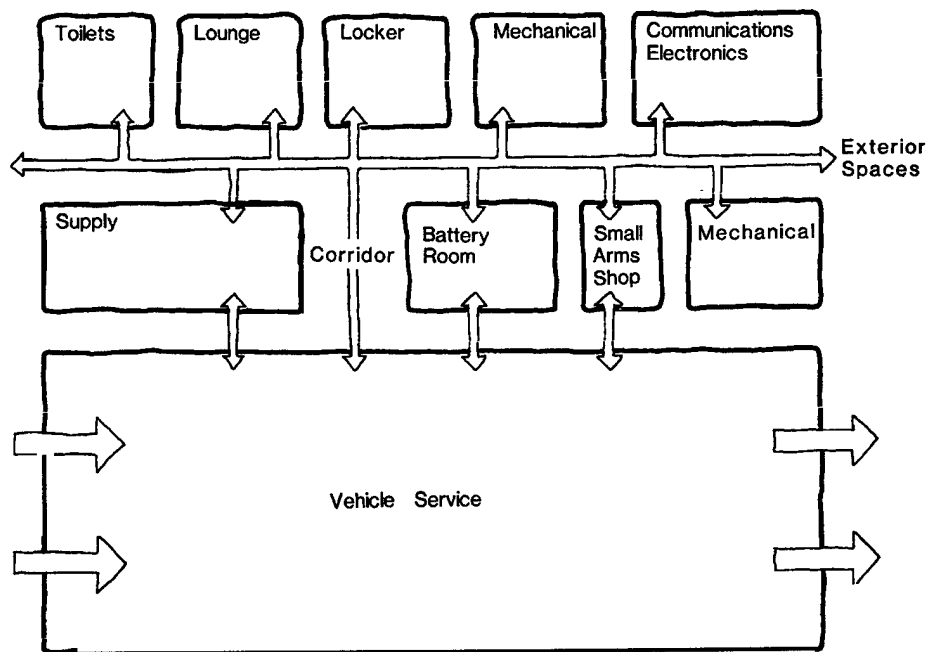 Toilets
Lounge
Locker
Mechanical
Communications
Electronics
Exterior
Spaces
Supply
Corridor
Battery
Room
Small
Arms
Shop
Mechanical
Vehicle Service